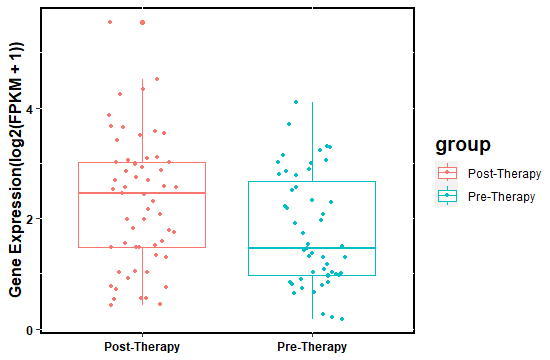 Gene Expression(log2(FPKM + 1))
4
2
0
Post-Therapy
Pre-Therapy
group
Post-Therapy
Pre-Therapy